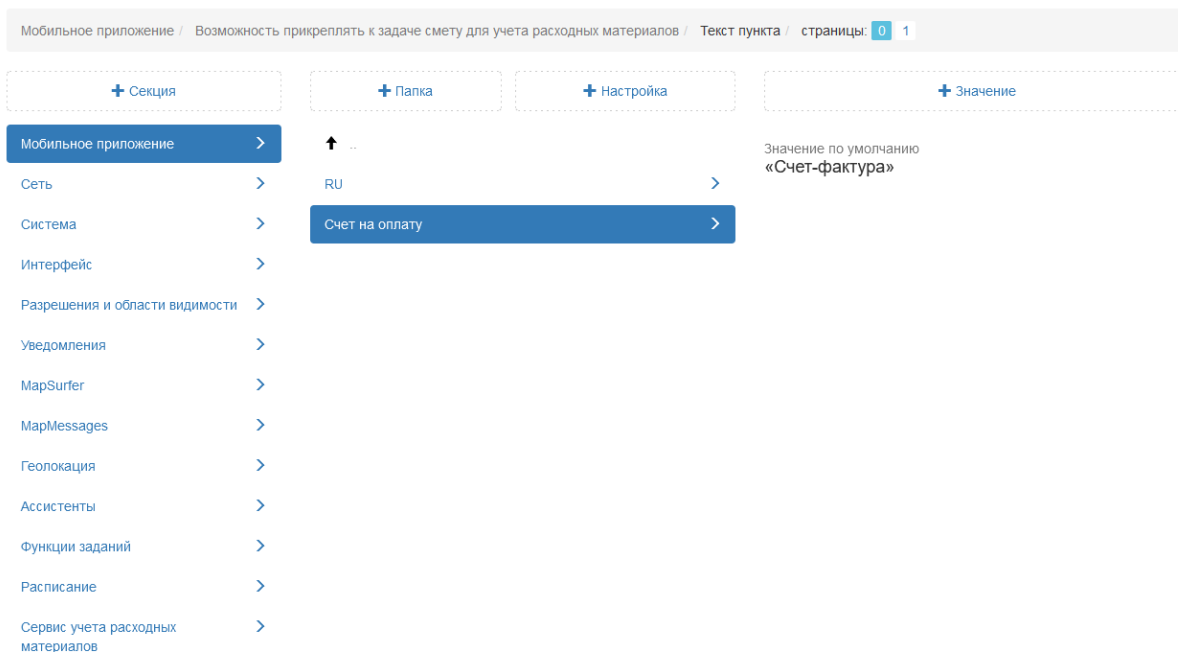 Мобильное приложение / Возможность прикреплять к задаче смету для учета расходных материалов / Текст пункта / страницы: 0 1
+ Секция
+ Папка
+ Настройка
+ Значение
Мобильное приложение
Сеть
Система
Интерфейс
Разрешения и области видимости
Уведомления
MapSurfer
MapMessages
Геолокация
Ассистенты
Функции заданий
Расписание
Сервис учета расходных
материалов
..
RU
Счет на оплату
Значение по умолчанию
«Счет-фактура»